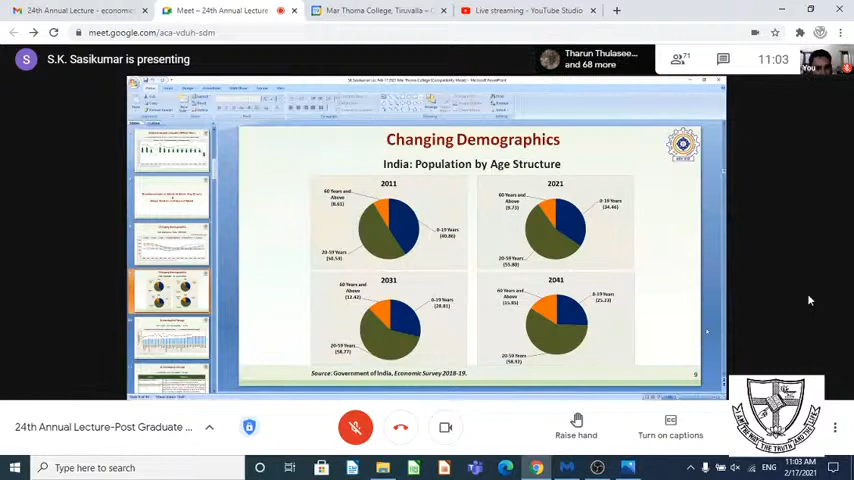 24th Annual Lecture - economic
Meet – 24th Annual Lecture
Mar Thoma College, Tiruvalla –
Live streaming - YouTube Studio
meet.google.com/aca-vduh-sdm
S
S.K. Sasikumar is presenting
Tharun Thulasee...
and 68 more
71
11:03
You
Changing Demographics
India: Population by Age Structure
2011
60 Years and
Above
(8.61)
0-19 Years
(40.86)
20-59 Years
(50.53)
2021
60 Years and
Above
(9.73)
0-19 Years
(34.46)
20-59 Years
(55.80)
2031
60 Years and
Above
(12.42)
0-19 Years
(28.81)
20-59 Years
(58.77)
2041
60 Years and
Above
0-19 Years
(25.23)
20-59 Years
Source: Government of India, Economic Survey 2018-19.
9
24th Annual Lecture-Post Graduate ...
Raise hand
Turn on captions
Type here to search
ENG
11:03 AM
2/17/2021